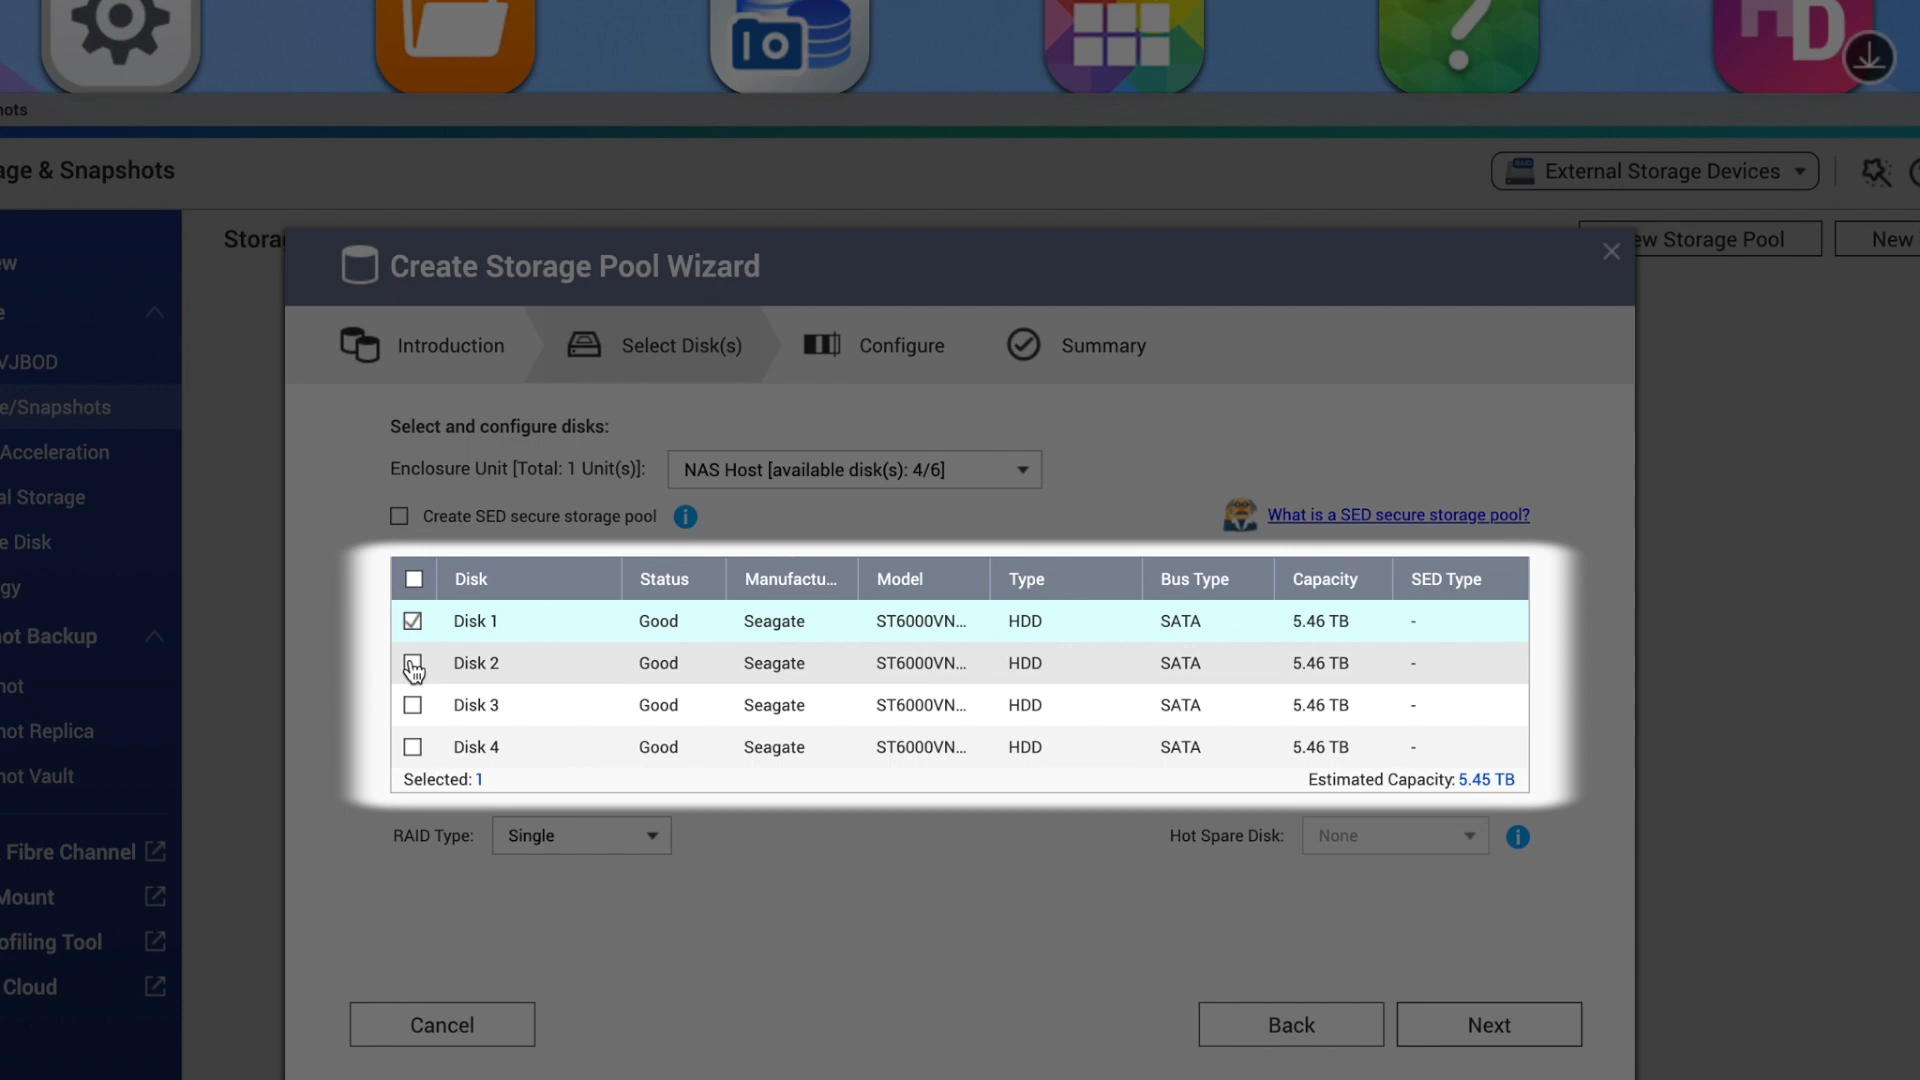 IO
HD
ots
ge & Snapshots
External Storage Devices
Stora
ew Storage Pool
New
Create Storage Pool Wizard
ew
e
VJBOD
e/Snapshots
Acceleration
al Storage
e Disk
gy
ot Backup
ot
ot Replica
ot Vault
Fibre Channel
Mount
ofiling Tool
Cloud
Introduction
Select Disk(s)
Configure
Summary
Select and configure disks:
Enclosure Unit [Total: 1 Unit(s)]:
NAS Host [available disk(s): 4/6]
Create SED secure storage pool
What is a SED secure storage pool?
Disk Status Manufactu... Model Type Bus Type Capacity SED Type
Disk 1 Good Seagate ST6000VN... HDD SATA 5.46 TB -
Disk 2 Good Seagate ST6000VN... HDD SATA 5.46 TB -
Disk 3 Good Seagate ST6000VN... HDD SATA 5.46 TB -
Disk 4 Good Seagate ST6000VN... HDD SATA 5.46 TB -
Selected: 1 Estimated Capacity: 5.45 TB
RAID Type: Single
Hot Spare Disk: None
Cancel
Back
Next